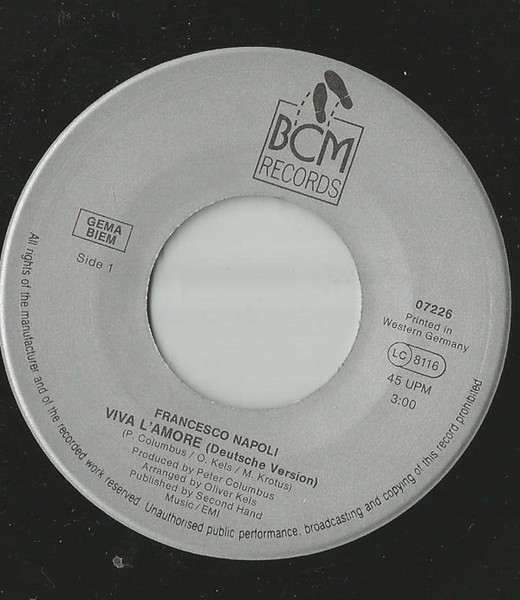 BCM
RECORDS
GEMA
BIEM
Side 1
07226
Printed in
Western Germany
LC 8116
45 UPM
3:00
FRANCESCO NAPOLI
VIVA L'AMORE (Deutsche Version)
(P. Columbus / O. Kels / M. Krotus)
Produced by Peter Columbus
Arranged by Oliver Kels
Published by Second Hand
Music / EMI
All rights of the manufacturer and of the recorded work reserved. Unauthorised public performance, broadcasting and copying of this record prohibited